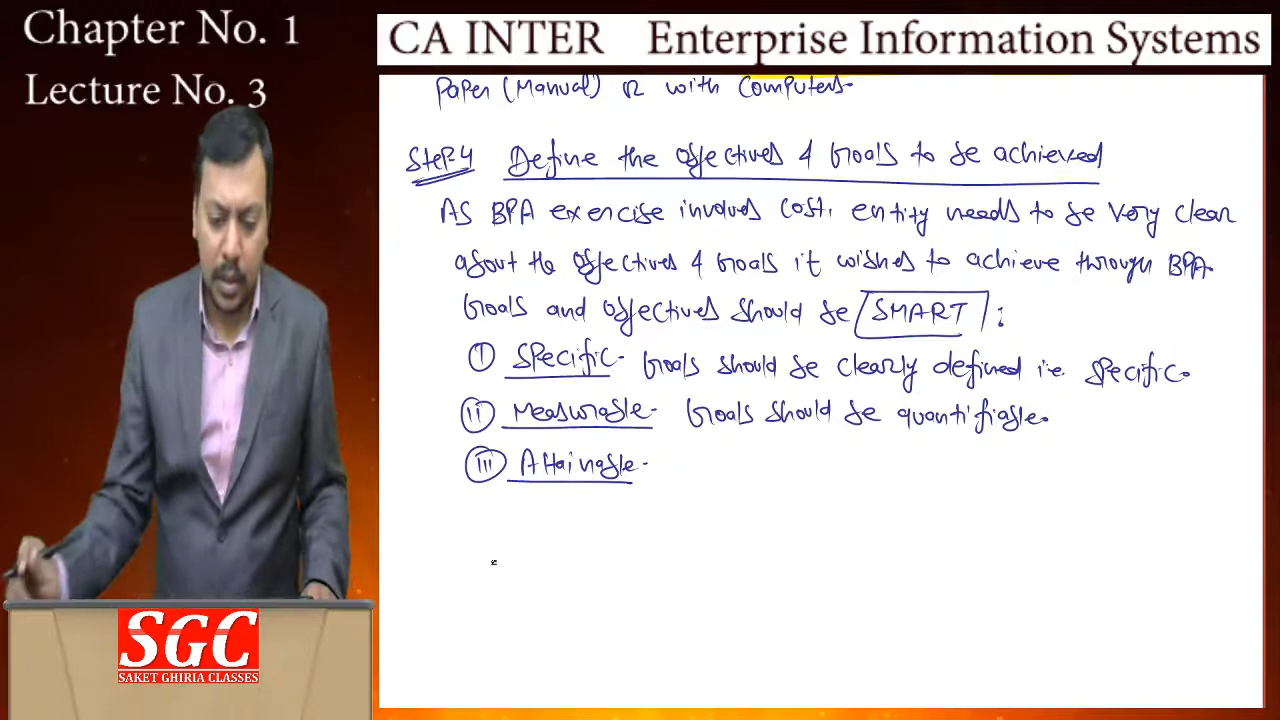 Chapter No. 1
Lecture No. 3
CA INTER Enterprise Information Systems
Paper (Manual) or with Computers.
Step-4 Define the objectives & Goals to be achieved
As BPA exercise involves cost, entity needs to be very clear
about the objectives & Goals it wishes to achieve through BPA.
Goals and objectives should be SMART :
(i) Specific- Goals should be clearly defined i.e. specific.
(ii) Measurable- Goals should be quantifiable.
(iii) Attainable-
SGC
SAKET GHIRIA CLASSES